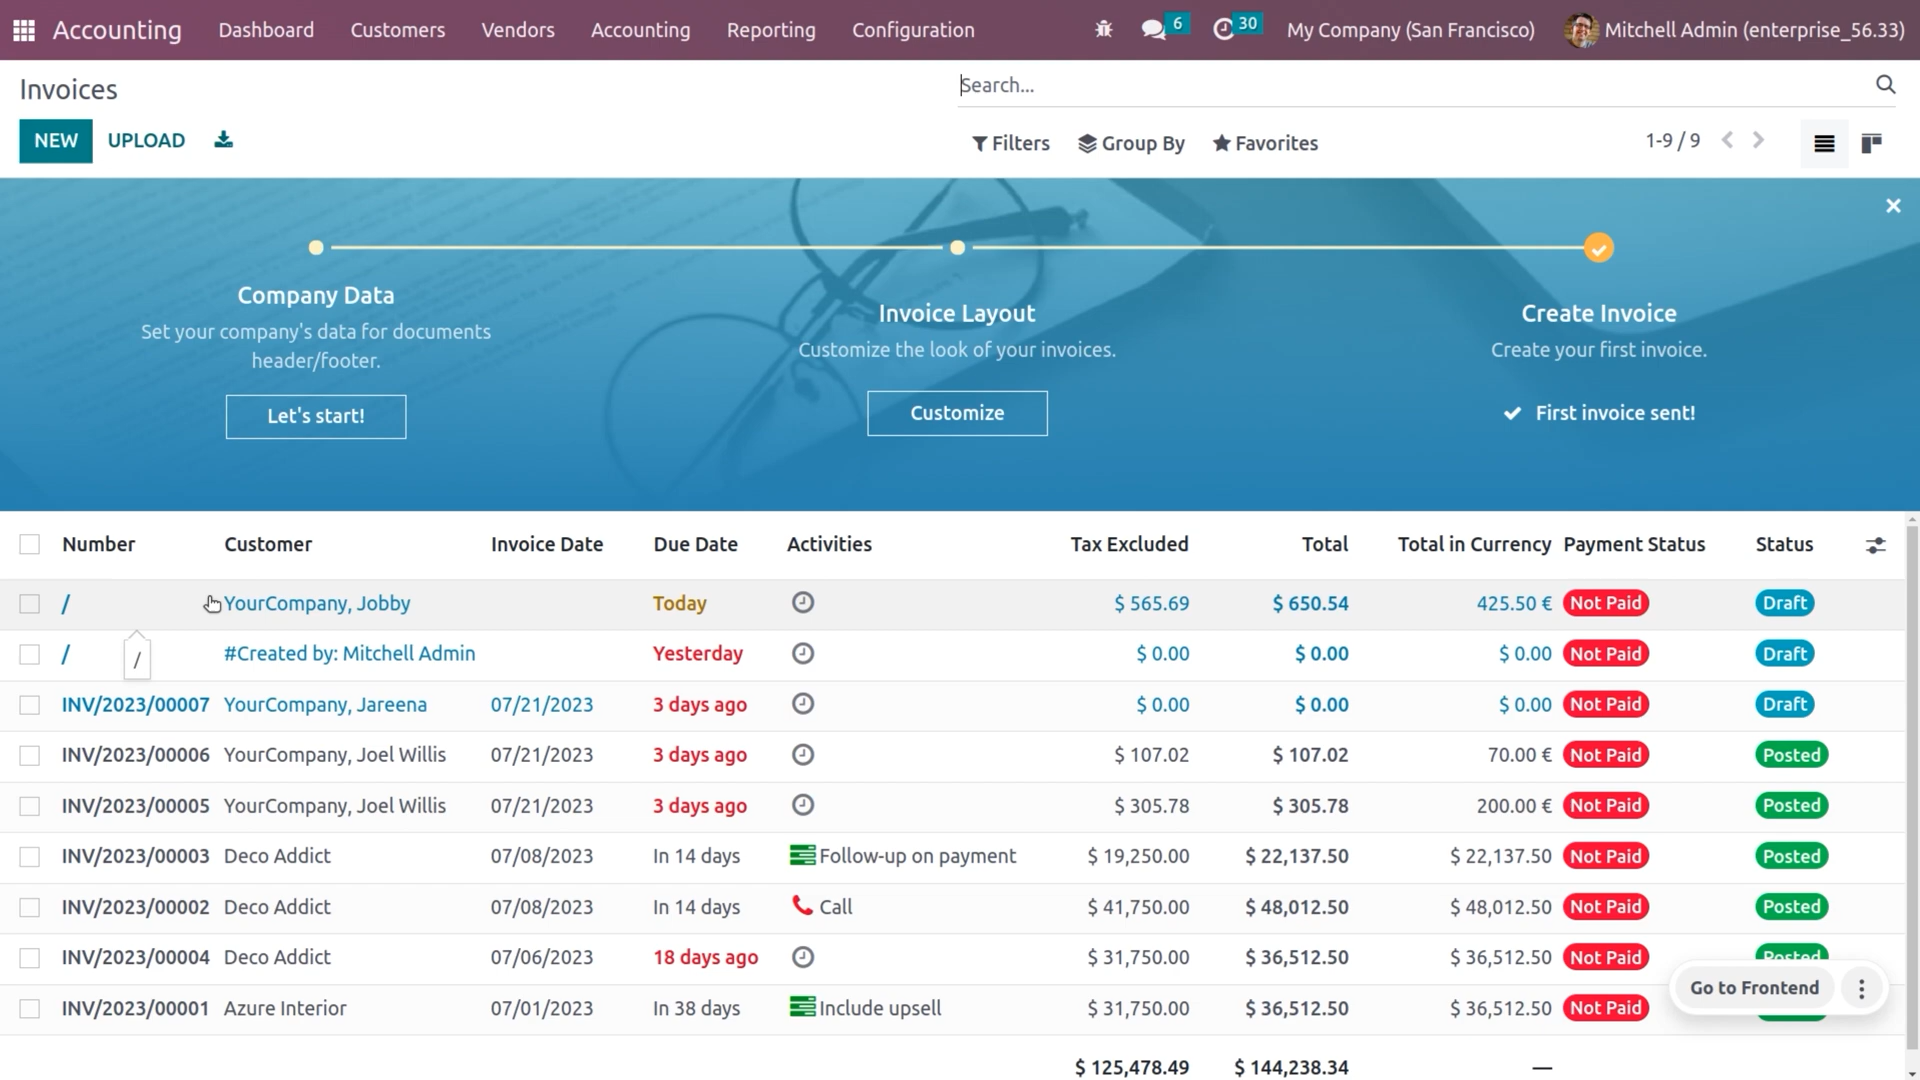 Accounting Dashboard Customers Vendors Accounting Reporting Configuration 6 30 My Company (San Francisco) Mitchell Admin (enterprise_56.33)
Invoices
Search...
NEW UPLOAD
Filters Group By Favorites 1-9 / 9
Company Data
Set your company's data for documents
header/footer.
Let's start!
Invoice Layout
Customize the look of your invoices.
Customize
Create Invoice
Create your first invoice.
First invoice sent!
Number Customer Invoice Date Due Date Activities Tax Excluded Total Total in Currency Payment Status Status
/ YourCompany, Jobby Today $ 565.69 $ 650.54 425.50 € Not Paid Draft
/ #Created by: Mitchell Admin Yesterday $ 0.00 $ 0.00 $ 0.00 Not Paid Draft
/
INV/2023/00007 YourCompany, Jareena 07/21/2023 3 days ago $ 0.00 $ 0.00 $ 0.00 Not Paid Draft
INV/2023/00006 YourCompany, Joel Willis 07/21/2023 3 days ago $ 107.02 $ 107.02 70.00 € Not Paid Posted
INV/2023/00005 YourCompany, Joel Willis 07/21/2023 3 days ago $ 305.78 $ 305.78 200.00 € Not Paid Posted
INV/2023/00003 Deco Addict 07/08/2023 In 14 days Follow-up on payment $ 19,250.00 $ 22,137.50 $ 22,137.50 Not Paid Posted
INV/2023/00002 Deco Addict 07/08/2023 In 14 days Call $ 41,750.00 $ 48,012.50 $ 48,012.50 Not Paid Posted
INV/2023/00004 Deco Addict 07/06/2023 18 days ago $ 31,750.00 $ 36,512.50 $ 36,512.50 Not Paid Posted
Go to Frontend
INV/2023/00001 Azure Interior 07/01/2023 In 38 days Include upsell $ 31,750.00 $ 36,512.50 $ 36,512.50 Not Paid
$ 125,478.49 $ 144,238.34 —